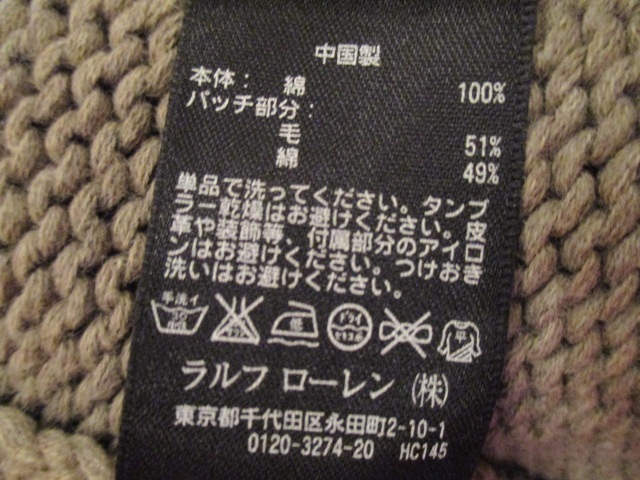 中国製
本体: 綿 100%
パッチ部分:
毛 51%
綿 49%
単品で洗ってください。タンブ
ラー乾燥はお避けください。皮
革や装飾等、付属部分のアイロ
ンはお避けください。つけおき
洗いはお避けください。
手洗イ 低 ドライ 平
ラルフ ローレン (株)
東京都千代田区永田町2-10-1
0120-3274-20 HC145